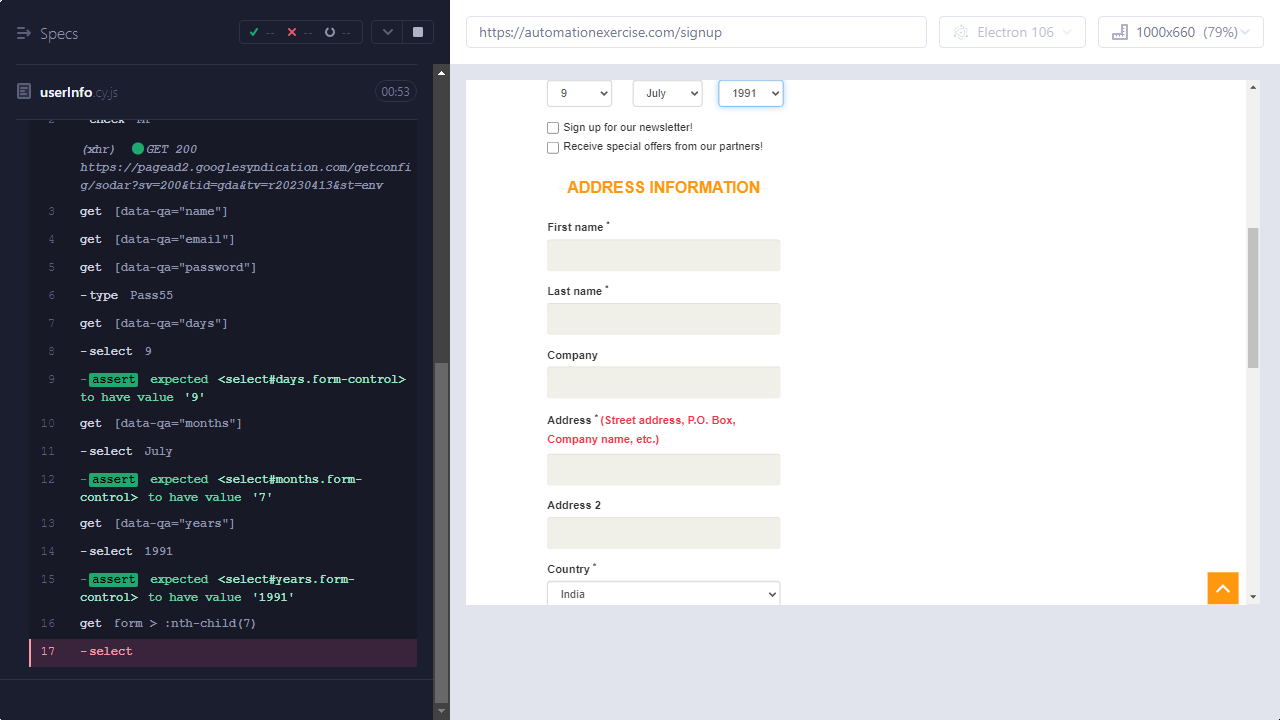 Specs
-- -- --
https://automationexercise.com/signup
Electron 106
1000x660 (79%)
userInfo.cy.js
00:53
2 -check Mr
(xhr) GET 200
https://pagead2.googlesyndication.com/getconfi
g/sodar?sv=200&tid=gda&tv=r20230413&st=env
3 get [data-qa="name"]
4 get [data-qa="email"]
5 get [data-qa="password"]
6 -type Pass55
7 get [data-qa="days"]
8 -select 9
9 -assert expected <select#days.form-control>
to have value '9'
10 get [data-qa="months"]
11 -select July
12 -assert expected <select#months.form-
control> to have value '7'
13 get [data-qa="years"]
14 -select 1991
15 -assert expected <select#years.form-
control> to have value '1991'
16 get form > :nth-child(7)
17 -select
9 July 1991
Sign up for our newsletter!
Receive special offers from our partners!
ADDRESS INFORMATION
First name *
Last name *
Company
Address * (Street address, P.O. Box,
Company name, etc.)
Address 2
Country *
India